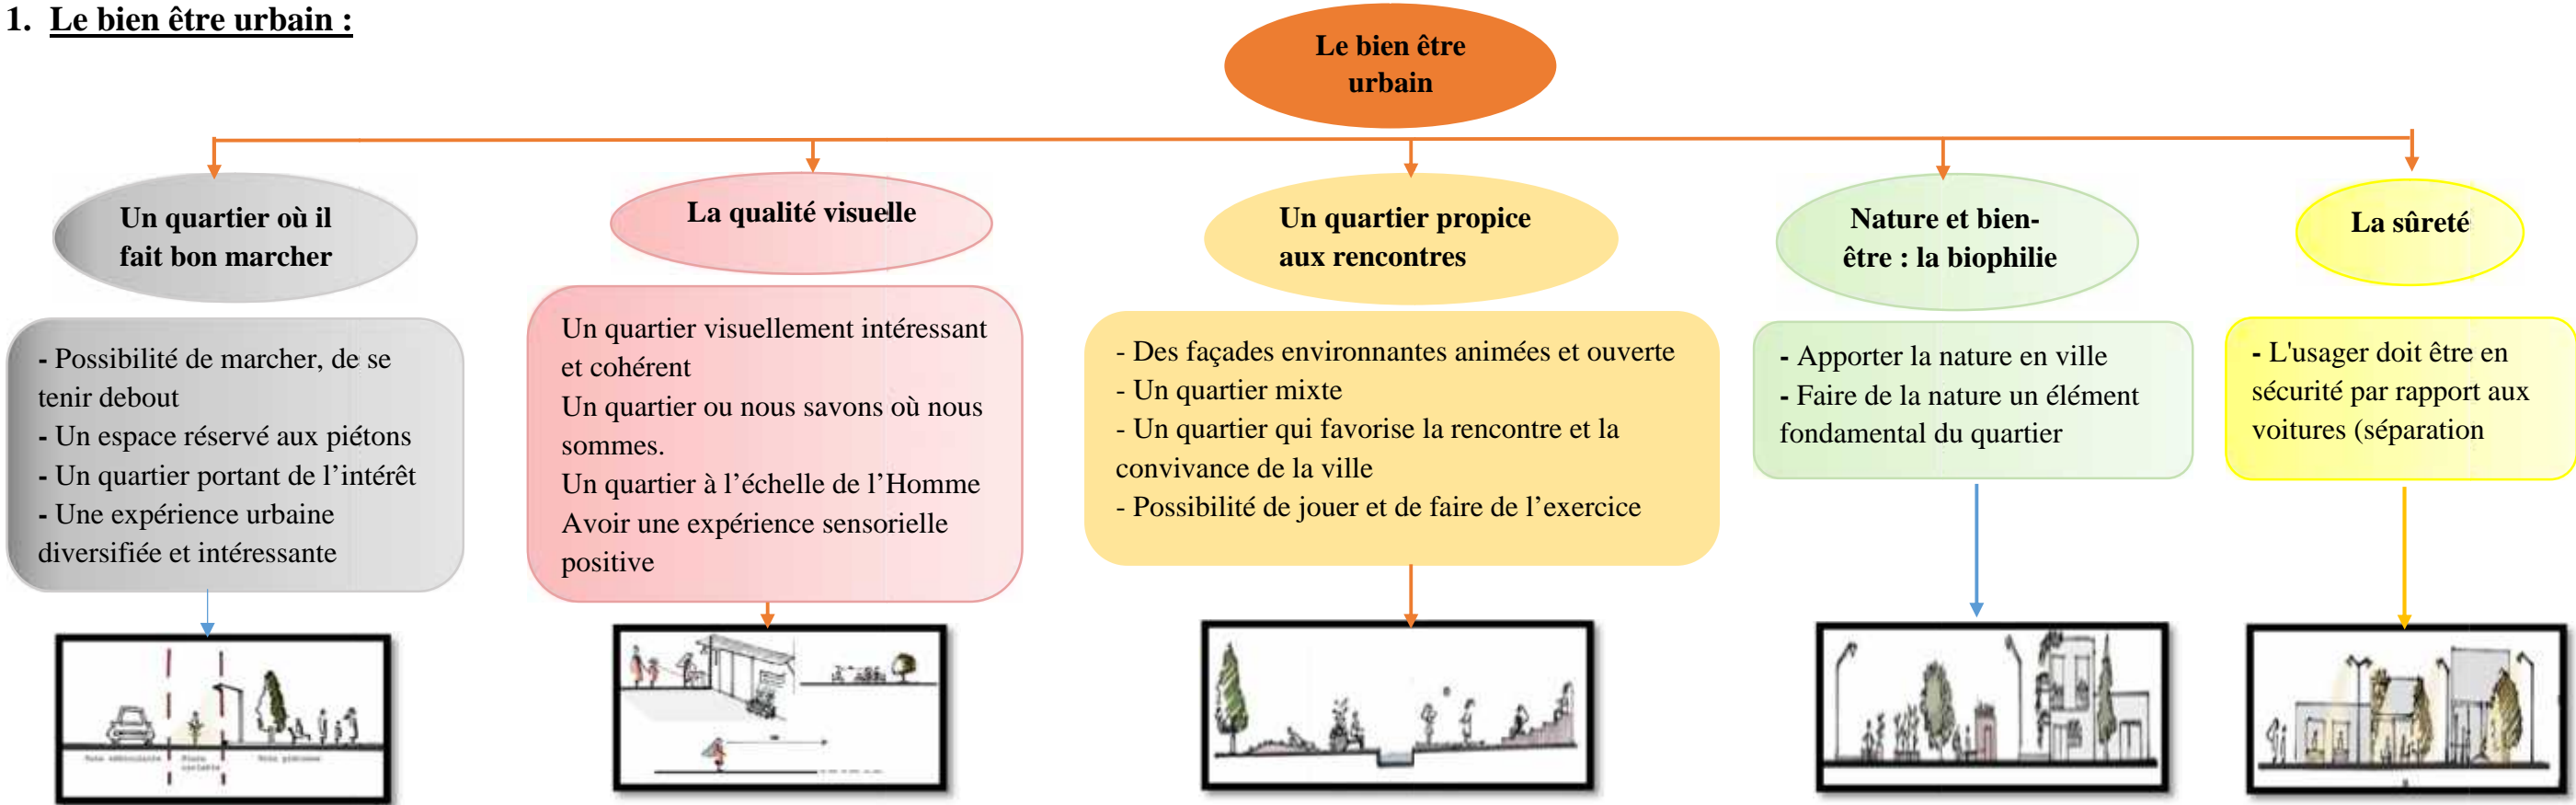 1. Le bien être urbain :
Le bien être
urbain
Un quartier où il
fait bon marcher
- Possibilité de marcher, de se
tenir debout
- Un espace réservé aux piétons
- Un quartier portant de l’intérêt
- Une expérience urbaine
diversifiée et intéressante
La qualité visuelle
Un quartier visuellement intéressant
et cohérent
Un quartier ou nous savons où nous
sommes.
Un quartier à l’échelle de l’Homme
Avoir une expérience sensorielle
positive
Un quartier propice
aux rencontres
- Des façades environnantes animées et ouverte
- Un quartier mixte
- Un quartier qui favorise la rencontre et la
convivance de la ville
- Possibilité de jouer et de faire de l’exercice
Nature et bien-
être : la biophilie
- Apporter la nature en ville
- Faire de la nature un élément
fondamental du quartier
La sûreté
- L'usager doit être en
sécurité par rapport aux
voitures (séparation